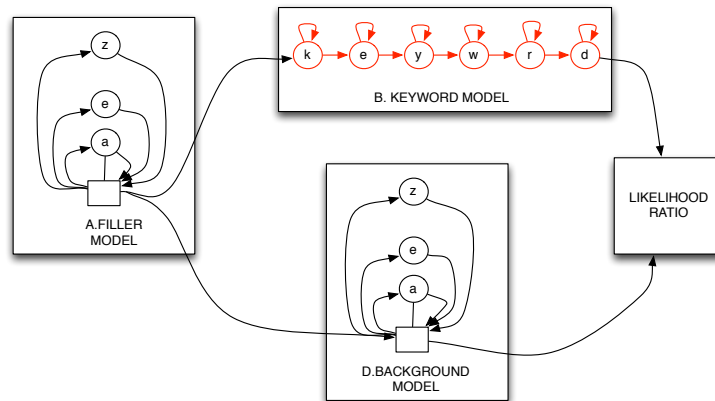 z
e
a
A.FILLER
MODEL
k e y w r d
B. KEYWORD MODEL
z
e
a
D.BACKGROUND
MODEL
LIKELIHOOD
RATIO